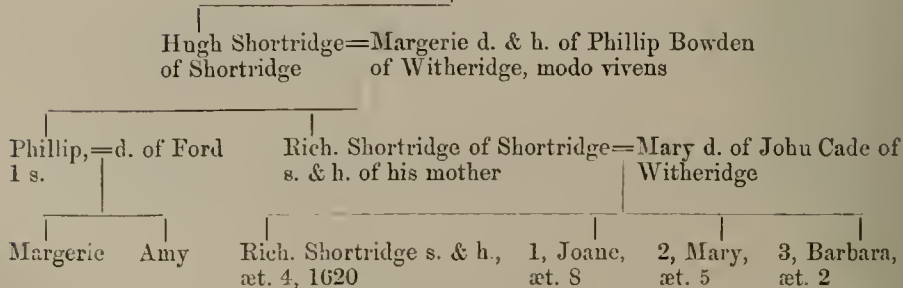 Hugh Shortridge=Margerie d. & h. of Phillip Bowden
of Shortridge of Witheridge, modo vivens
Phillip,=d. of Ford Rich. Shortridge of Shortridge=Mary d. of John Cade of
1 s. s. & h. of his mother Witheridge
Margerie Amy Rich. Shortridge s. & h., 1, Joane, 2, Mary, 3, Barbara,
æt. 4, 1620 æt. 8 æt. 5 æt. 2